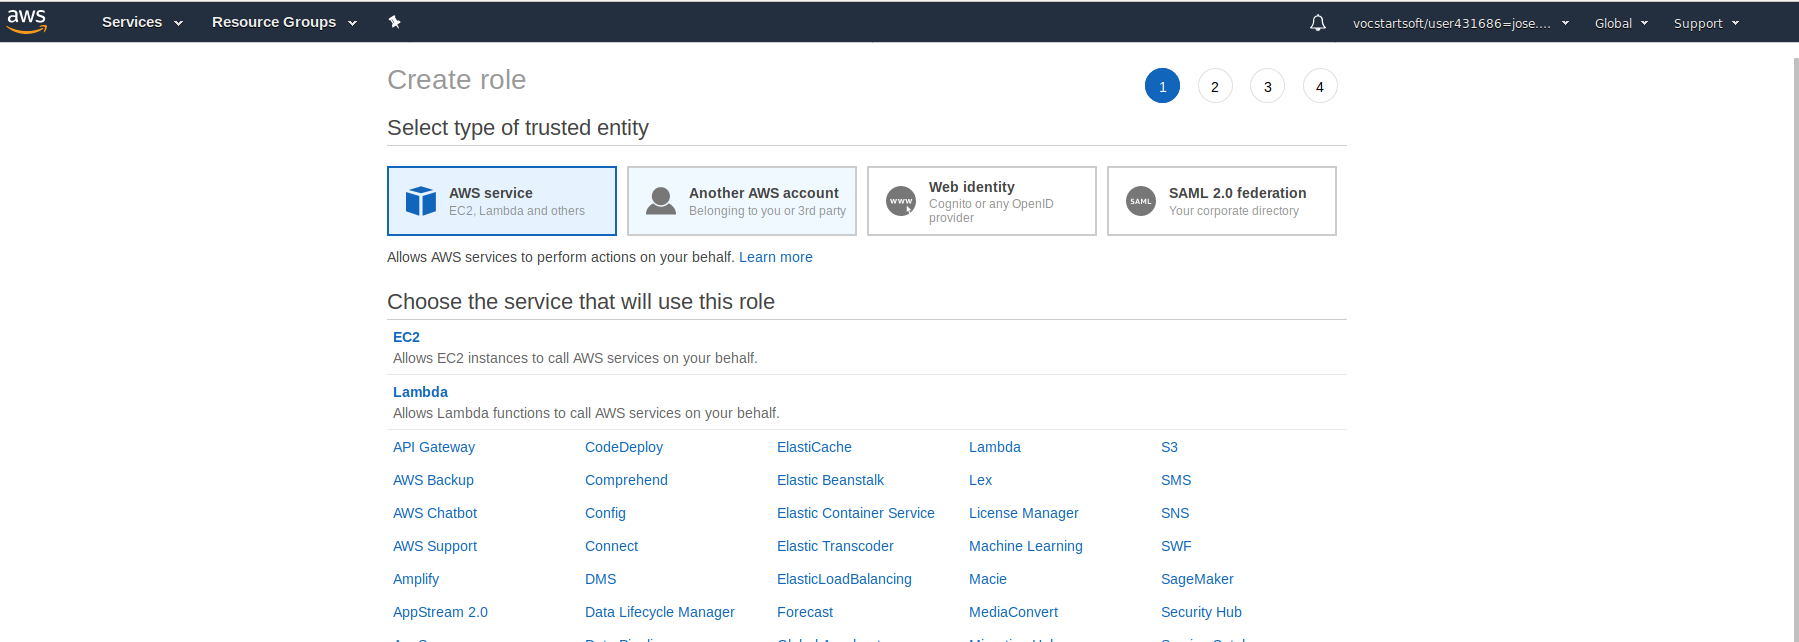 aws Services Resource Groups vocstartsoft/user431686=jose.... Global Support
Create role 1 2 3 4
Select type of trusted entity
AWS service
EC2, Lambda and others
Another AWS account
Belonging to you or 3rd party
www
Web identity
Cognito or any OpenID
provider
SAML
SAML 2.0 federation
Your corporate directory
Allows AWS services to perform actions on your behalf. Learn more
Choose the service that will use this role
EC2
Allows EC2 instances to call AWS services on your behalf.
Lambda
Allows Lambda functions to call AWS services on your behalf.
API Gateway CodeDeploy ElastiCache Lambda S3
AWS Backup Comprehend Elastic Beanstalk Lex SMS
AWS Chatbot Config Elastic Container Service License Manager SNS
AWS Support Connect Elastic Transcoder Machine Learning SWF
Amplify DMS ElasticLoadBalancing Macie SageMaker
AppStream 2.0 Data Lifecycle Manager Forecast MediaConvert Security Hub